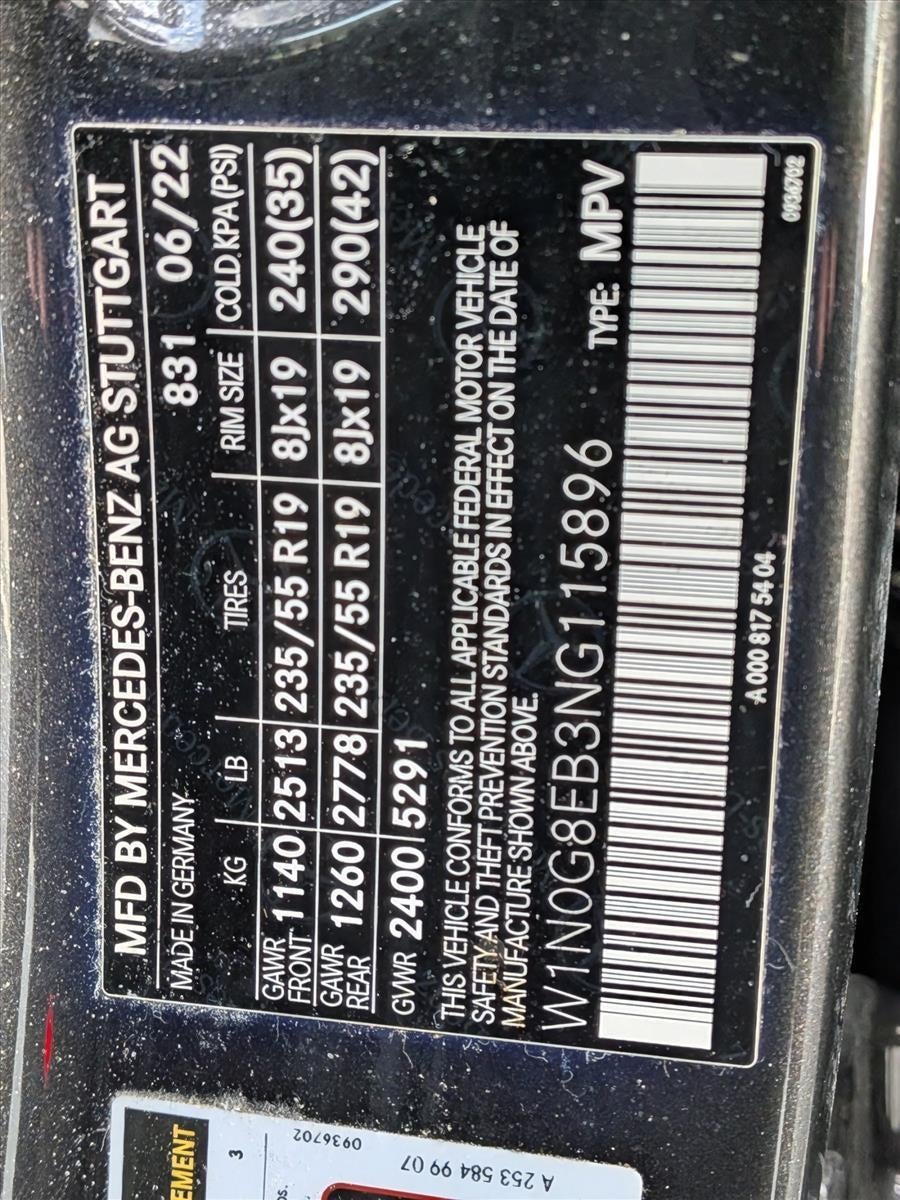 MFD BY MERCEDES-BENZ AG STUTTGART
MADE IN GERMANY 831 06/22
KG LB TIRES RIM SIZE COLD.KPA(PSI)
GAWR FRONT 1140 2513 235/55 R19 8Jx19 240(35)
GAWR REAR 1260 2778 235/55 R19 8Jx19 290(42)
GWR 2400 5291
THIS VEHICLE CONFORMS TO ALL APPLICABLE FEDERAL MOTOR VEHICLE
SAFETY AND THEFT PREVENTION STANDARDS IN EFFECT ON THE DATE OF
MANUFACTURE SHOWN ABOVE.
W1N0G8EB3NG115896 TYPE: MPV
A 000 817 54 04
0936702
EMENT
3
0936702
A 253 584 99 07